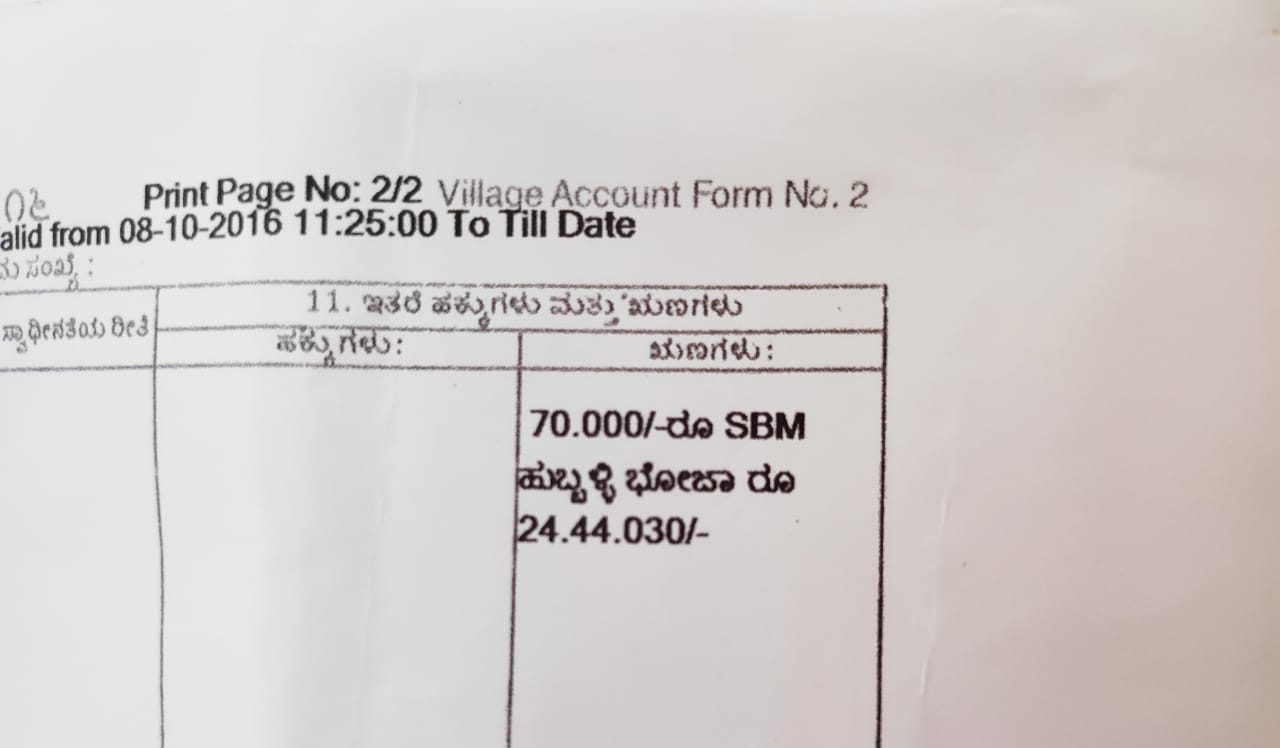 Print Page No: 2/2 Village Account Form No. 2
alid from 08-10-2016 11:25:00 To Till Date
ಸಂಖ್ಯೆ :
11. ಇತರೆ ಹಕ್ಕುಗಳು ಮತ್ತು ಋಣಗಳು
ಸ್ವಾಧೀನತೆಯ ರೀತಿ
ಹಕ್ಕುಗಳು:
ಋಣಗಳು:
70.000/-ರೂ SBM
ಹುಬ್ಬಳ್ಳಿ ಭೋಜಾ ರೂ
24.44.030/-